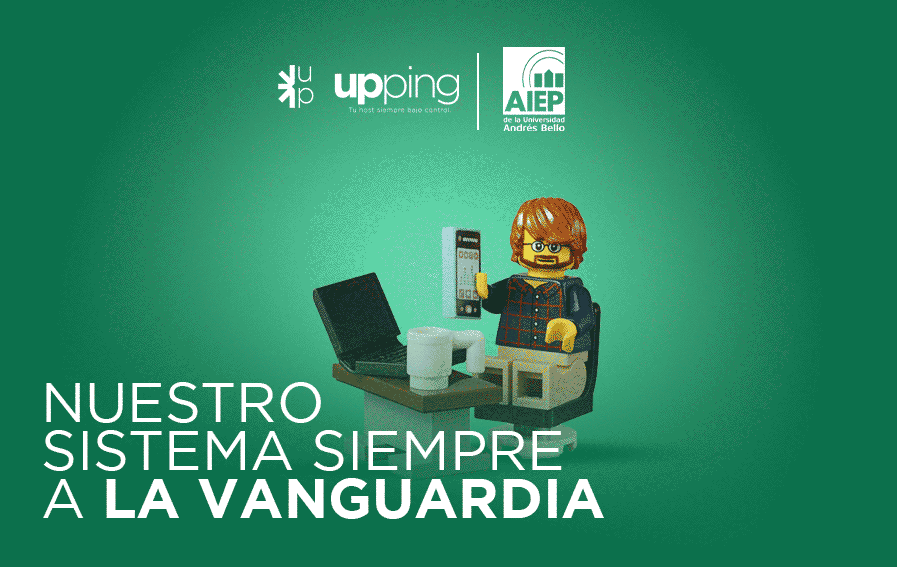 up
upping
Tu host siempre bajo control.
AIEP
de la Universidad
Andrés Bello
NUESTRO
SISTEMA SIEMPRE
A LA VANGUARDIA